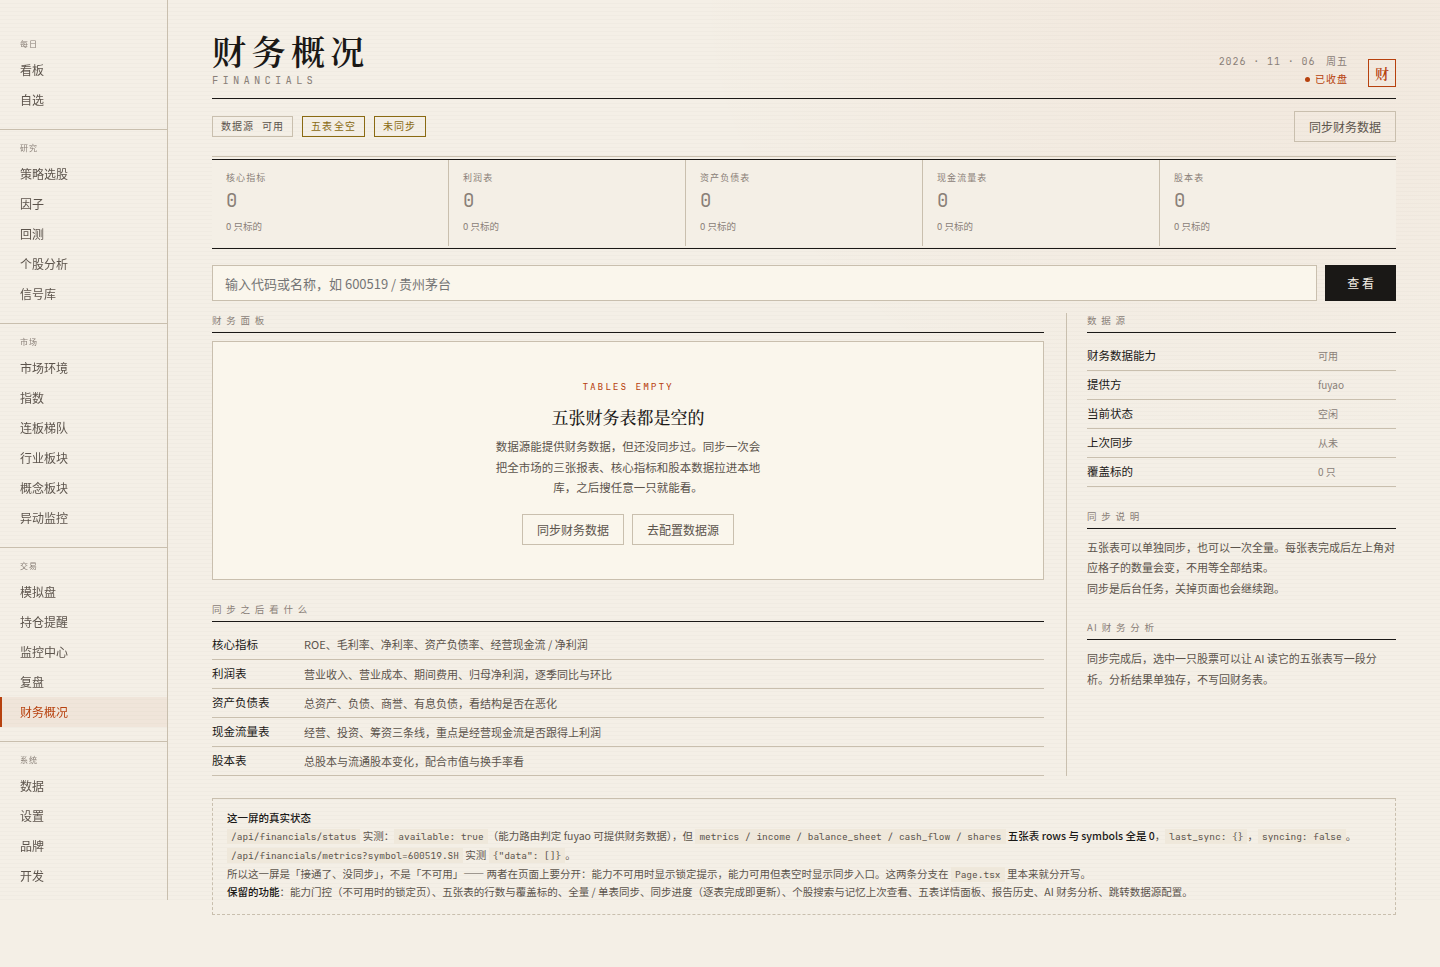 每日
看板
自选
研究
策略选股
因子
回测
个股分析
信号库
市场
市场环境
指数
连板梯队
行业板块
概念板块
异动监控
交易
模拟盘
持仓提醒
监控中心
复盘
财务概况
系统
数据
设置
品牌
开发
财务概况
FINANCIALS
2026 · 11 · 06 周五
已收盘
财
数据源 可用
五表全空
未同步
同步财务数据
核心指标
0
0 只标的
利润表
0
0 只标的
资产负债表
0
0 只标的
现金流量表
0
0 只标的
股本表
0
0 只标的
输入代码或名称，如 600519 / 贵州茅台
查看
财务面板
TABLES EMPTY
五张财务表都是空的
数据源能提供财务数据，但还没同步过。同步一次会
把全市场的三张报表、核心指标和股本数据拉进本地
库，之后搜任意一只就能看。
同步财务数据
去配置数据源
同步之后看什么
核心指标 ROE、毛利率、净利率、资产负债率、经营现金流 / 净利润
利润表 营业收入、营业成本、期间费用、归母净利润，逐季同比与环比
资产负债表 总资产、负债、商誉、有息负债，看结构是否在恶化
现金流量表 经营、投资、筹资三条线，重点是经营现金流是否跟得上利润
股本表 总股本与流通股本变化，配合市值与换手率看
数据源
财务数据能力 可用
提供方 fuyao
当前状态 空闲
上次同步 从未
覆盖标的 0 只
同步说明
五张表可以单独同步，也可以一次全量。每张表完成后左上角对
应格子的数量会变，不用等全部结束。
同步是后台任务，关掉页面也会继续跑。
AI 财务分析
同步完成后，选中一只股票可以让 AI 读它的五张表写一段分
析。分析结果单独存，不写回财务表。
这一屏的真实状态
/api/financials/status 实测： available: true （能力路由判定 fuyao 可提供财务数据），但 metrics / income / balance_sheet / cash_flow / shares 五张表 rows 与 symbols 全是 0， last_sync: {} ， syncing: false 。
/api/financials/metrics?symbol=600519.SH 实测 {"data": []} 。
所以这一屏是「接通了、没同步」，不是「不可用」—— 两者在页面上要分开：能力不可用时显示锁定提示，能力可用但表空时显示同步入口。这两条分支在 Page.tsx 里本来就分开写。
保留的功能：能力门控（不可用时的锁定页）、五张表的行数与覆盖标的、全量 / 单表同步、同步进度（逐表完成即更新）、个股搜索与记忆上次查看、五表详情面板、报告历史、AI 财务分析、跳转数据源配置。